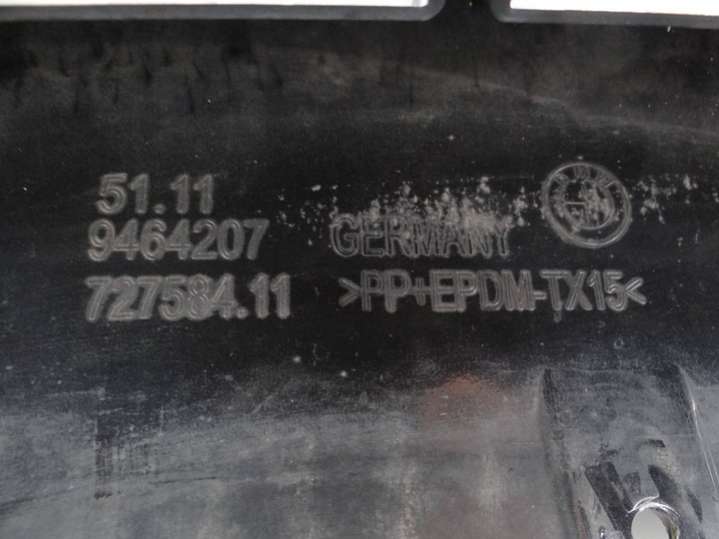 51.11
9464207
727584.11
GERMANY
>PP+EPDM-TX15<